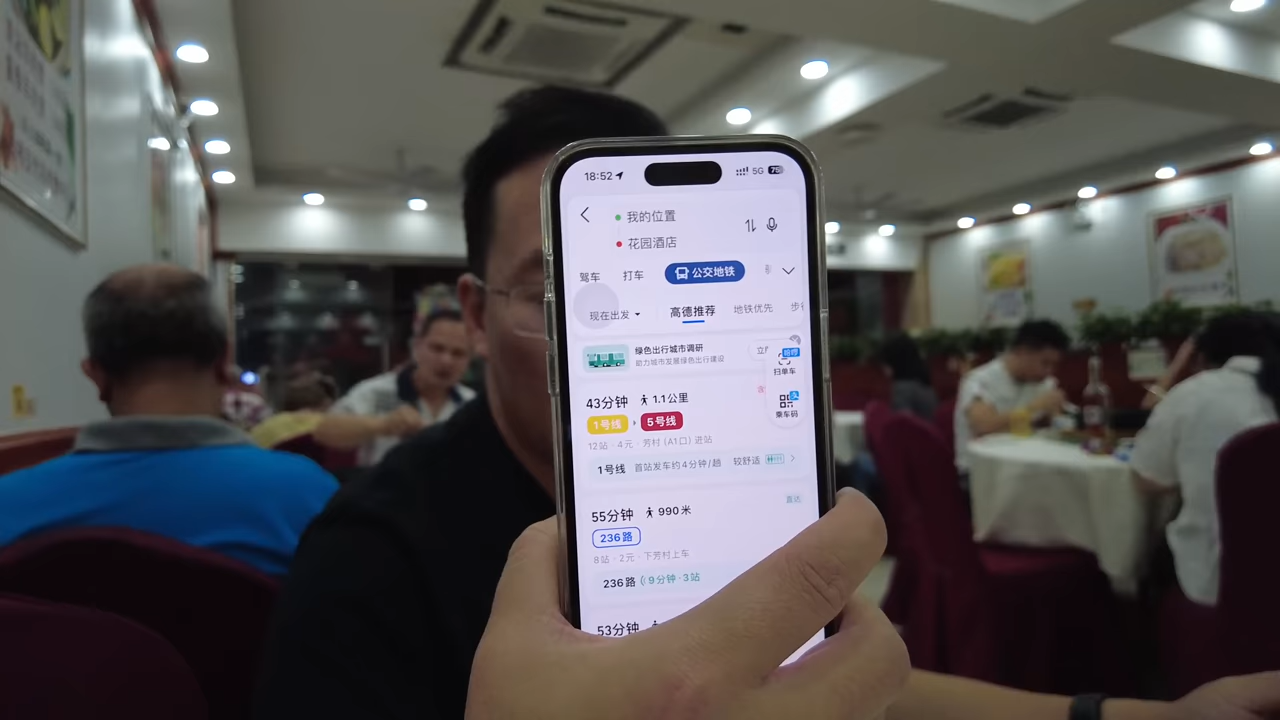 18:52 5G 75
我的位置
花园酒店
驾车 打车 公交地铁
现在出发 高德推荐 地铁优先
绿色出行城市调研
助力城市发展绿色出行建设
扫单车
乘车码
43分钟 1.1公里
1号线 5号线
12站 · 4元 · 芳村 (A1口) 进站
1号线 首站发车约4分钟/趟 较舒适
55分钟 990米 直达
236路
8站 · 2元 · 下芳村上车
236路 9分钟 · 3站
53分钟